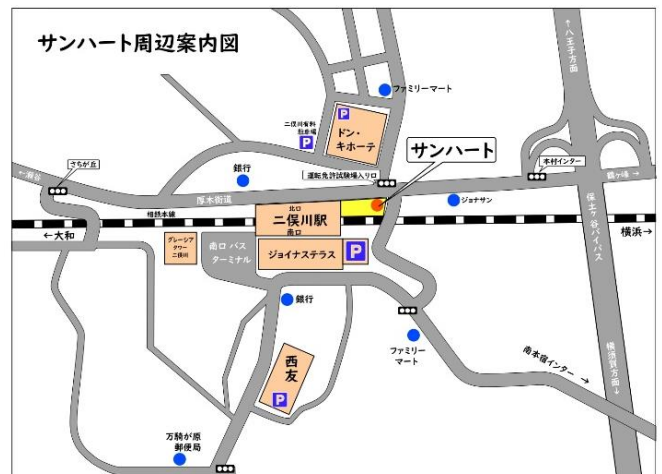 サンハート周辺案内図
↑八王子方面
ファミリーマート
二俣川有料
駐車場
P
P
ドン・
キホーテ
サンハート
さちが丘
銀行
運転免許試験場入り口
本村インター
←瀬谷
厚木街道
鶴ヶ峰→
ジョナサン
相鉄本線
北口
二俣川駅
南口
←大和
横浜→
保土ヶ谷バイパス
グレーシア
タワー
二俣川
南口 バス
ターミナル
ジョイナステラス
P
銀行
ファミリー
マート
南本宿インター →
横須賀方面↓
西友
P
万騎が原
郵便局